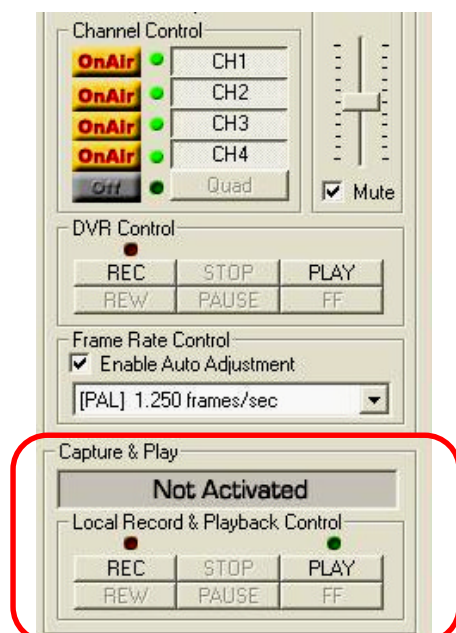 Channel Control
OnAir CH1
OnAir CH2
OnAir CH3
OnAir CH4
Off Quad
Mute
DVR Control
REC STOP PLAY
REW PAUSE FF
Frame Rate Control
Enable Auto Adjustment
[PAL] 1.250 frames/sec
Capture & Play
Not Activated
Local Record & Playback Control
REC STOP PLAY
REW PAUSE FF